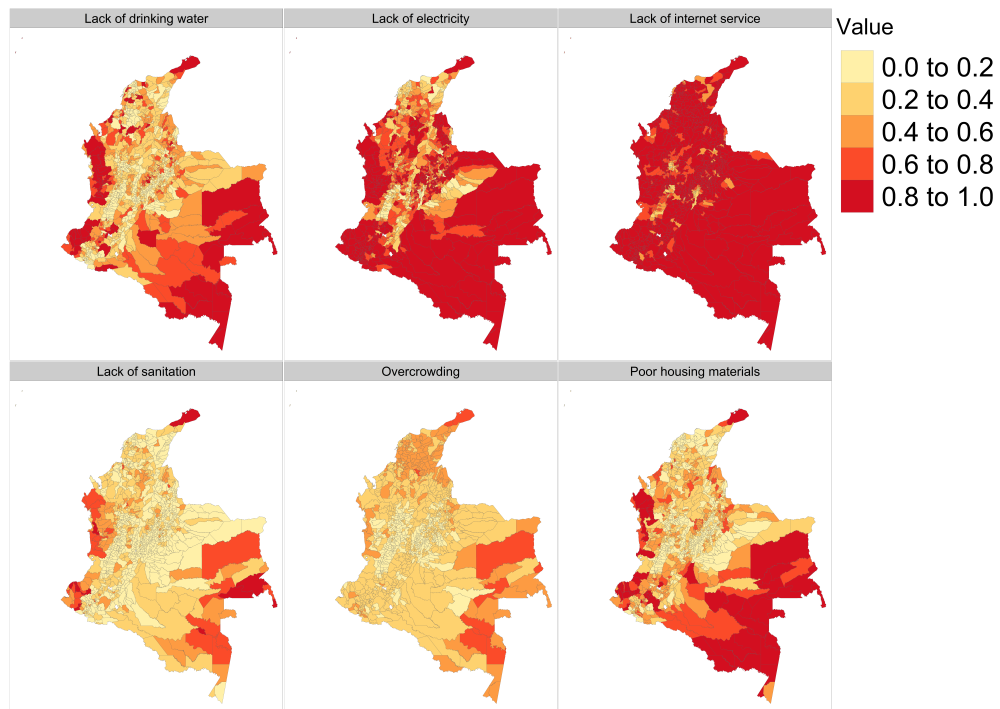 Lack of drinking water
Lack of electricity
Lack of internet service
Value
0.0 to 0.2
0.2 to 0.4
0.4 to 0.6
0.6 to 0.8
0.8 to 1.0
Lack of sanitation
Overcrowding
Poor housing materials